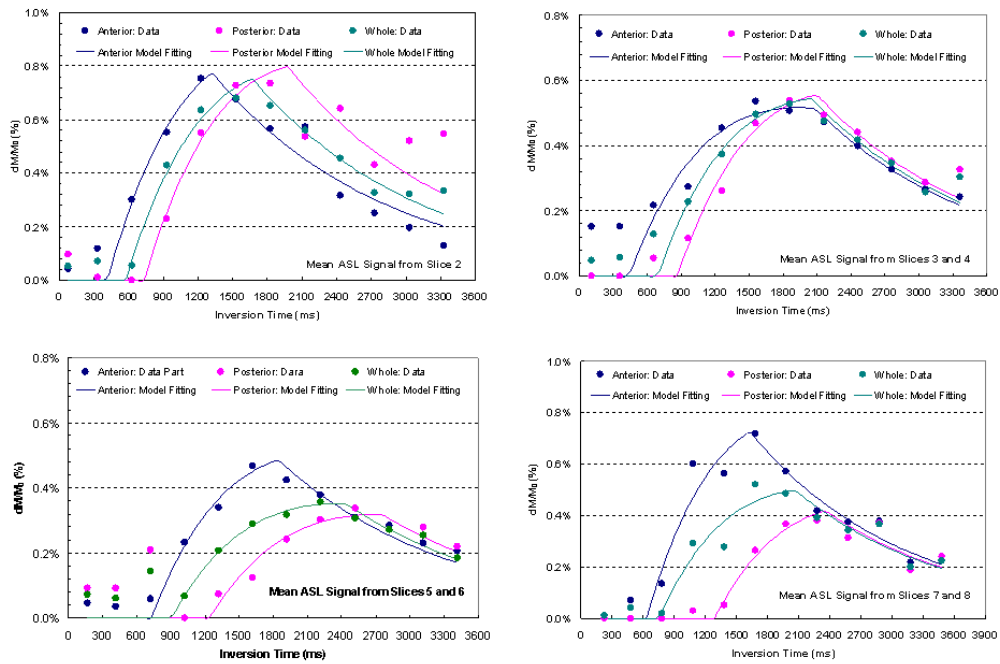 1.0%
0.8%
0.6%
0.4%
0.2%
0.0%
dM/M0 (%)
Anterior: Data Posterior: Data Whole: Data
Anterior Model Fitting Posterior Model Fitting Whole Model Fitting
Mean ASL Signal from Slice 2
0 300 600 900 1200 1500 1800 2100 2400 2700 3000 3300 3600
Inversion Time (ms)
0.8%
0.6%
0.4%
0.2%
0.0%
dM/M0 (%)
Anterior: Data Posterior: Data Whole: Data
Anterior: Model Fitting Posterior: Model Fitting Whole: Model Fitting
Mean ASL Signal from Slices 3 and 4
0 300 600 900 1200 1500 1800 2100 2400 2700 3000 3300 3600
Inversion Time (ms)
0.8%
0.6%
0.4%
0.2%
0.0%
dM/M0 (%)
Anterior: Data Part Posterior: Dara Whole: Data
Anterior: Model Fitting Posterior: Model Fitting Whole: Model Fitting
Mean ASL Signal from Slices 5 and 6
0 300 600 900 1200 1500 1800 2100 2400 2700 3000 3300 3600
Inversion Time (ms)
1.0%
0.8%
0.6%
0.4%
0.2%
0.0%
dM/M0 (%)
Anterior: Data Posterior: Data Whole: Data
Anterior: Model Fitting Posterior: Model Fitting Whole: Model Fitting
Mean ASL Signal from Slices 7 and 8
0 300 600 900 1200 1500 1800 2100 2400 2700 3000 3300 3600 3900
Inversion Time (ms)